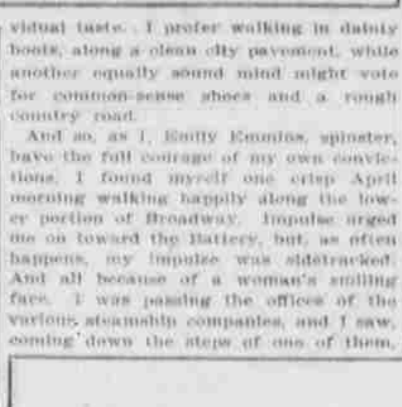 vidual taste. I prefer walking in dainty
boots, along a clean city pavement, while
another equally sound mind might vote
for common-sense shoes and a rough
country road.
And so, as I, Emily Emmins, spinster,
have the full courage of my own convic-
tions, I found myself one crisp April
morning walking happily along the low-
er portion of Broadway. Impulse urged
me on toward the Battery, but, as often
happens, my impulse was sidetracked.
And all because of a woman's smiling
face. I was passing the offices of the
various steamship companies, and I saw,
coming down the steps of one of them,